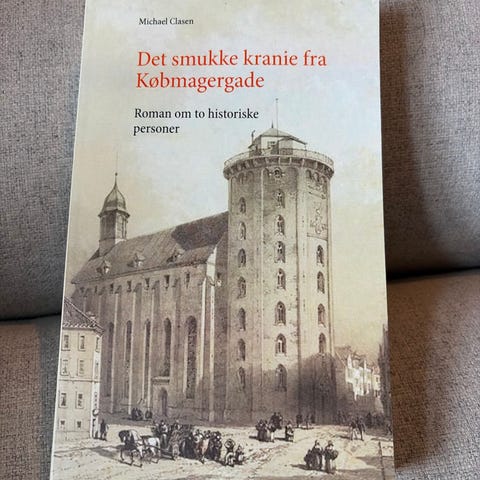 Michael Clasen
Det smukke kranie fra
Købmagergade
Roman om to historiske
personer